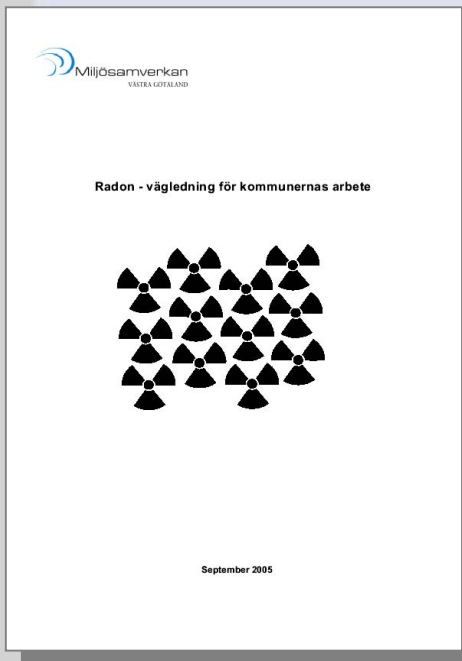 Miljösamverkan
VÄSTRA GÖTALAND
Radon - vägledning för kommunernas arbete
September 2005